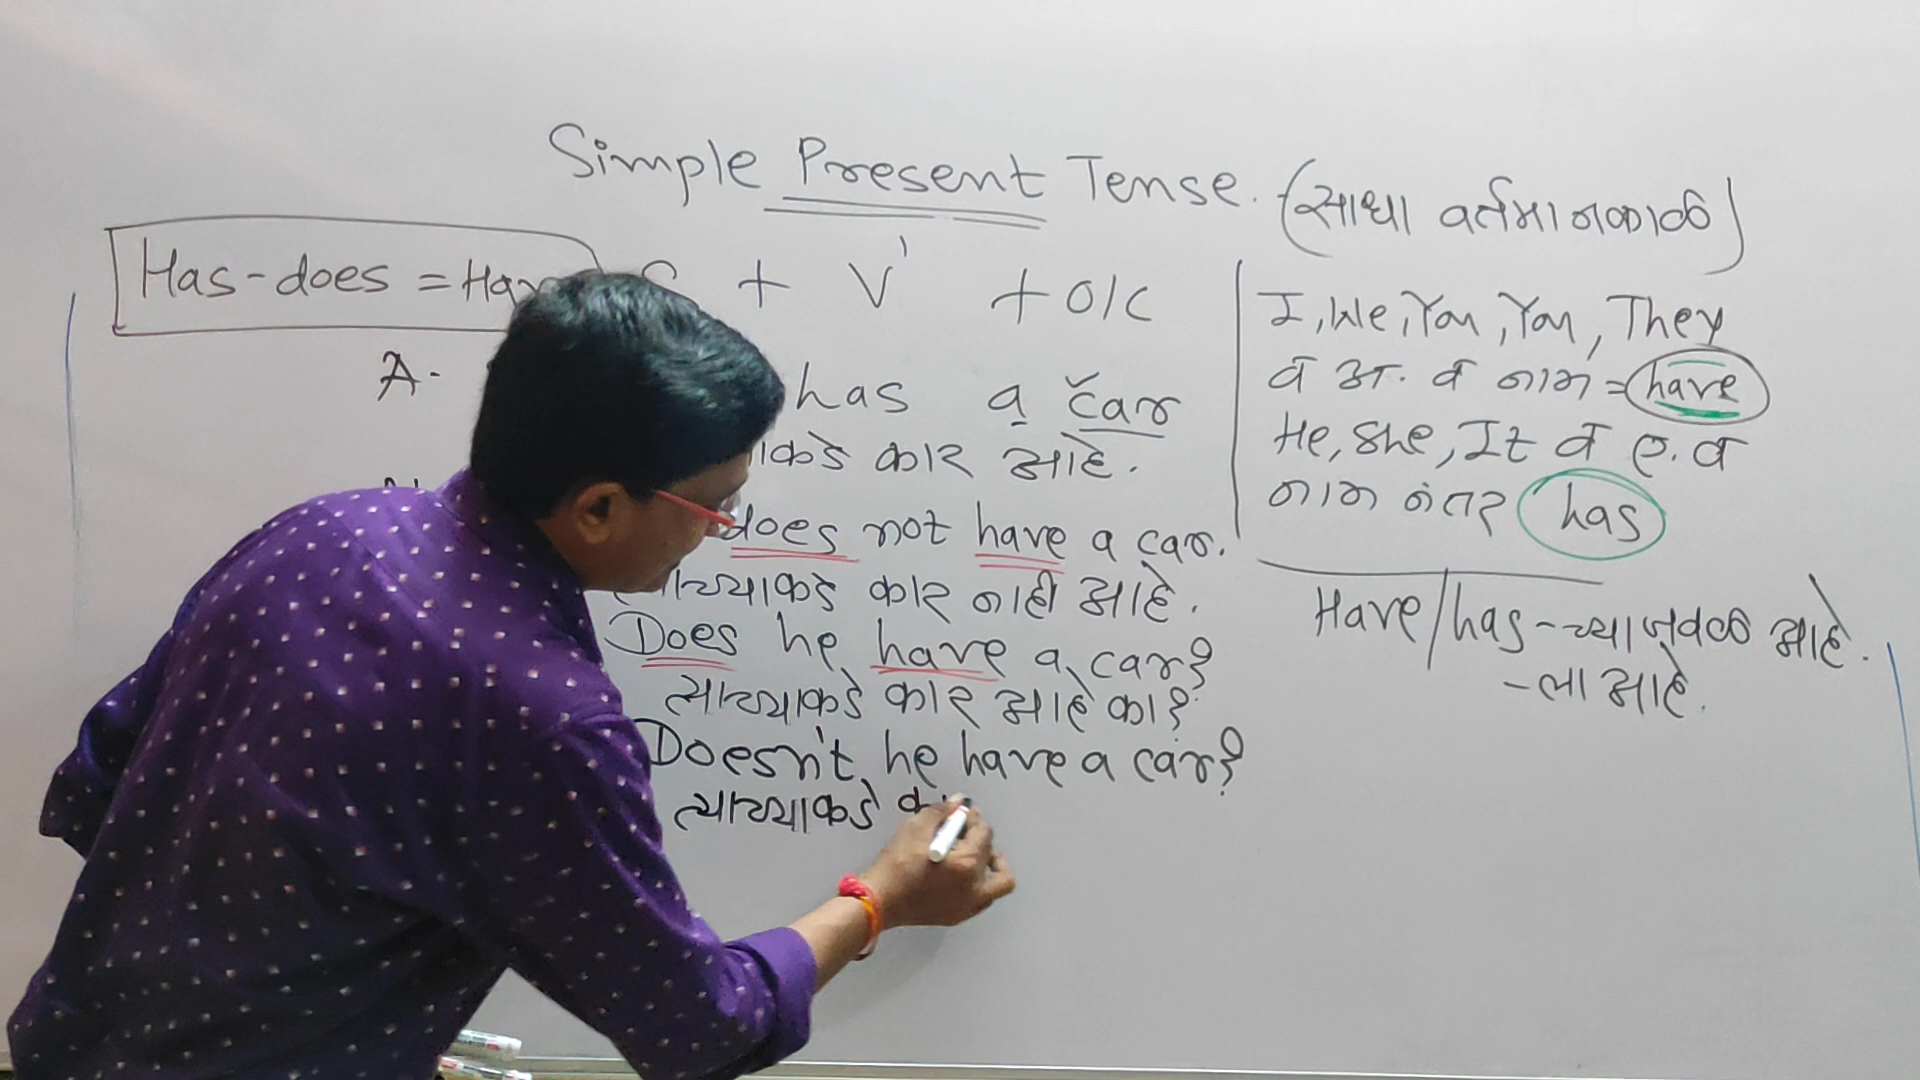 Simple Present Tense. (साधा वर्तमानकाळ)
Has-does = Hav
+ V' + O/C
A.
has a car
ाकडे कार आहे.
does not have a car.
ाच्याकडे कार नाही आहे.
Does he have a car?
त्याच्याकडे कार आहे का?
Doesn't he have a car?
त्याच्याकडे क
I, We, You, You, They
व अ. व नाम = have
He, She, It व ए. व
नाम नंतर has
Have/has - च्याजवळ आहे.
- ला आहे.